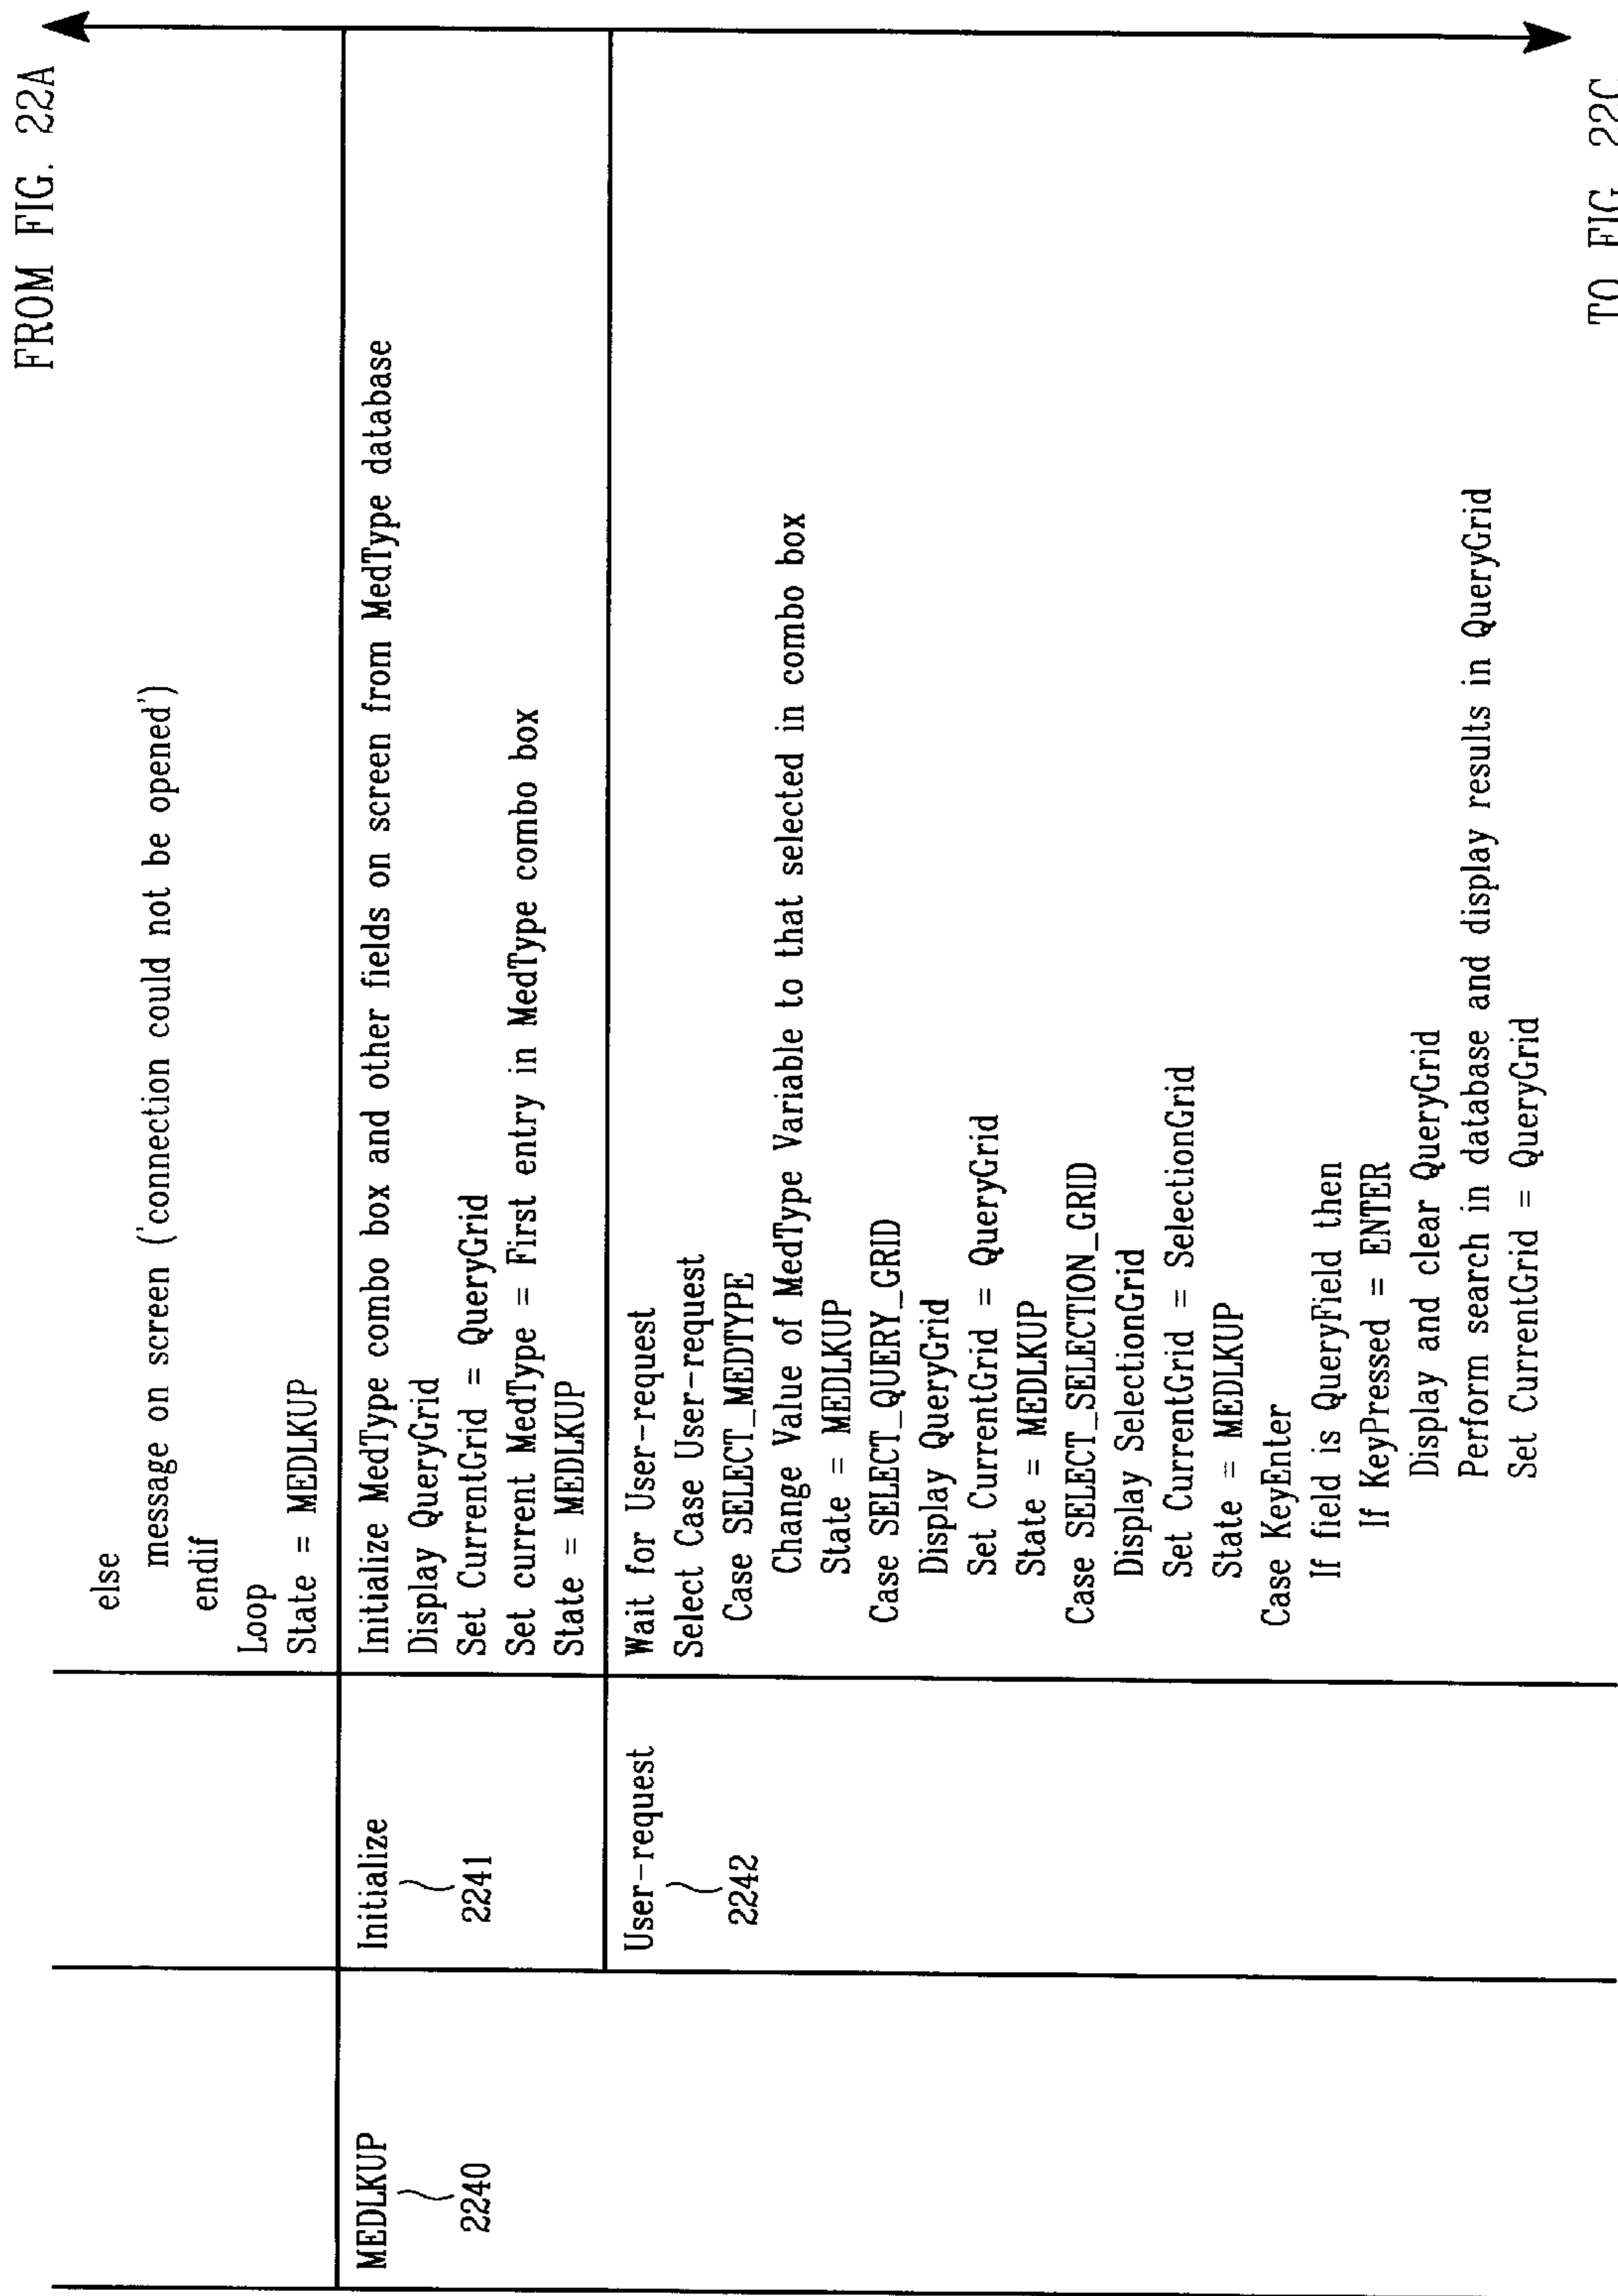 FROM FIG. 22A
else
message on screen ('connection could not be opened')
endif
Loop
State = MEDLKUP
MEDLKUP
2240
Initialize
2241
Initialize MedType combo box and other fields on screen from MedType database
Display QueryGrid
Set CurrentGrid = QueryGrid
Set current MedType = First entry in MedType combo box
State = MEDLKUP
User-request
2242
Wait for User-request
Select Case User-request
Case SELECT_MEDTYPE
Change Value of MedType Variable to that selected in combo box
State = MEDLKUP
Case SELECT_QUERY_GRID
Display QueryGrid
Set CurrentGrid = QueryGrid
State = MEDLKUP
Case SELECT_SELECTION_GRID
Display SelectionGrid
Set CurrentGrid = SelectionGrid
State = MEDLKUP
Case KeyEnter
If field is QueryField then
If KeyPressed = ENTER
Display and clear QueryGrid
Perform search in database and display results in QueryGrid
Set CurrentGrid = QueryGrid
TO FIG. 22C